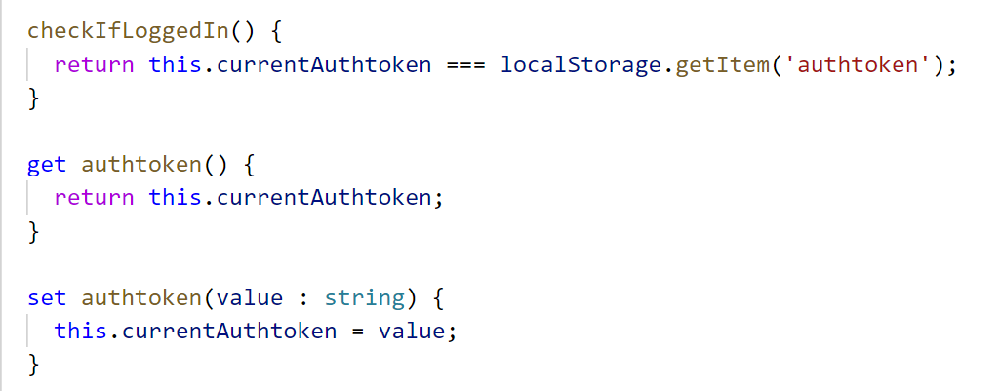 checkIfLoggedIn() {
  return this.currentAuthtoken === localStorage.getItem('authtoken');
}

get authtoken() {
  return this.currentAuthtoken;
}

set authtoken(value : string) {
  this.currentAuthtoken = value;
}